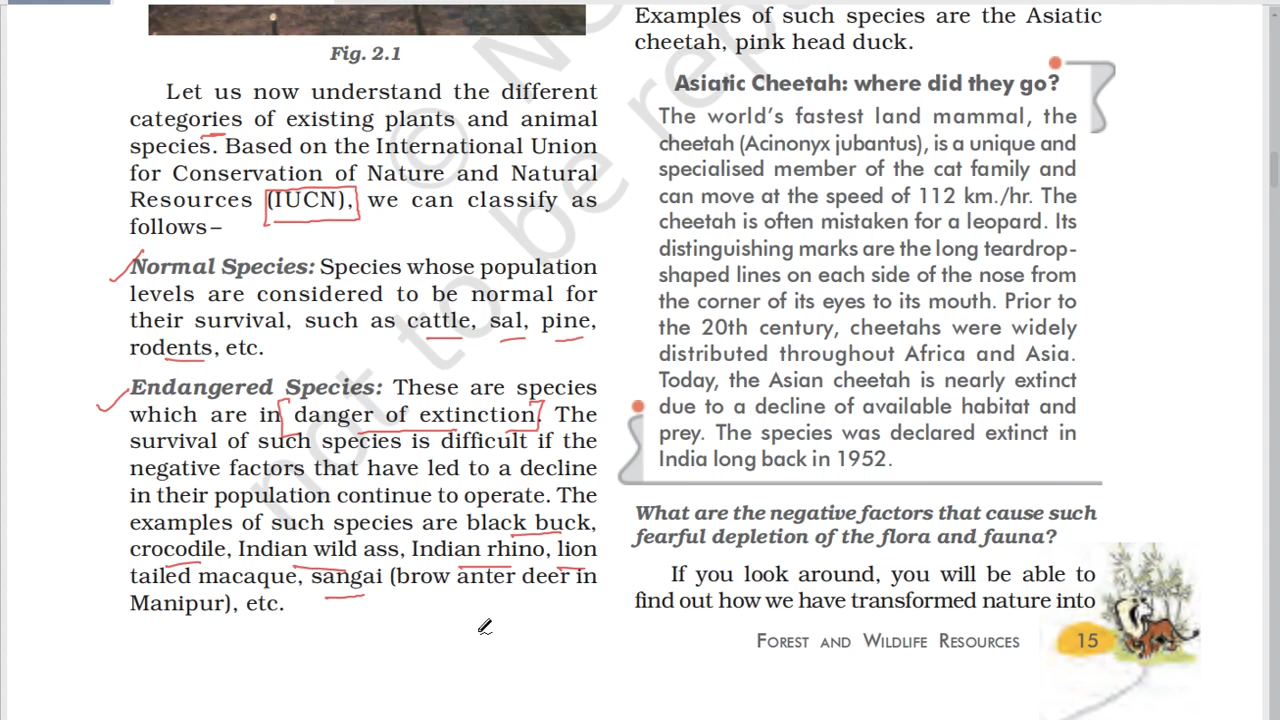 Fig. 2.1
Let us now understand the different
categories of existing plants and animal
species. Based on the International Union
for Conservation of Nature and Natural
Resources (IUCN), we can classify as
follows –
Normal Species: Species whose population
levels are considered to be normal for
their survival, such as cattle, sal, pine,
rodents, etc.
Endangered Species: These are species
which are in danger of extinction. The
survival of such species is difficult if the
negative factors that have led to a decline
in their population continue to operate. The
examples of such species are black buck,
crocodile, Indian wild ass, Indian rhino, lion
tailed macaque, sangai (brow anter deer in
Manipur), etc.
Examples of such species are the Asiatic
cheetah, pink head duck.
Asiatic Cheetah: where did they go?
The world's fastest land mammal, the
cheetah (Acinonyx jubantus), is a unique and
specialised member of the cat family and
can move at the speed of 112 km./hr. The
cheetah is often mistaken for a leopard. Its
distinguishing marks are the long teardrop-
shaped lines on each side of the nose from
the corner of its eyes to its mouth. Prior to
the 20th century, cheetahs were widely
distributed throughout Africa and Asia.
Today, the Asian cheetah is nearly extinct
due to a decline of available habitat and
prey. The species was declared extinct in
India long back in 1952.
What are the negative factors that cause such
fearful depletion of the flora and fauna?
If you look around, you will be able to
find out how we have transformed nature into
FOREST AND WILDLIFE RESOURCES 15
© N
not to be rep